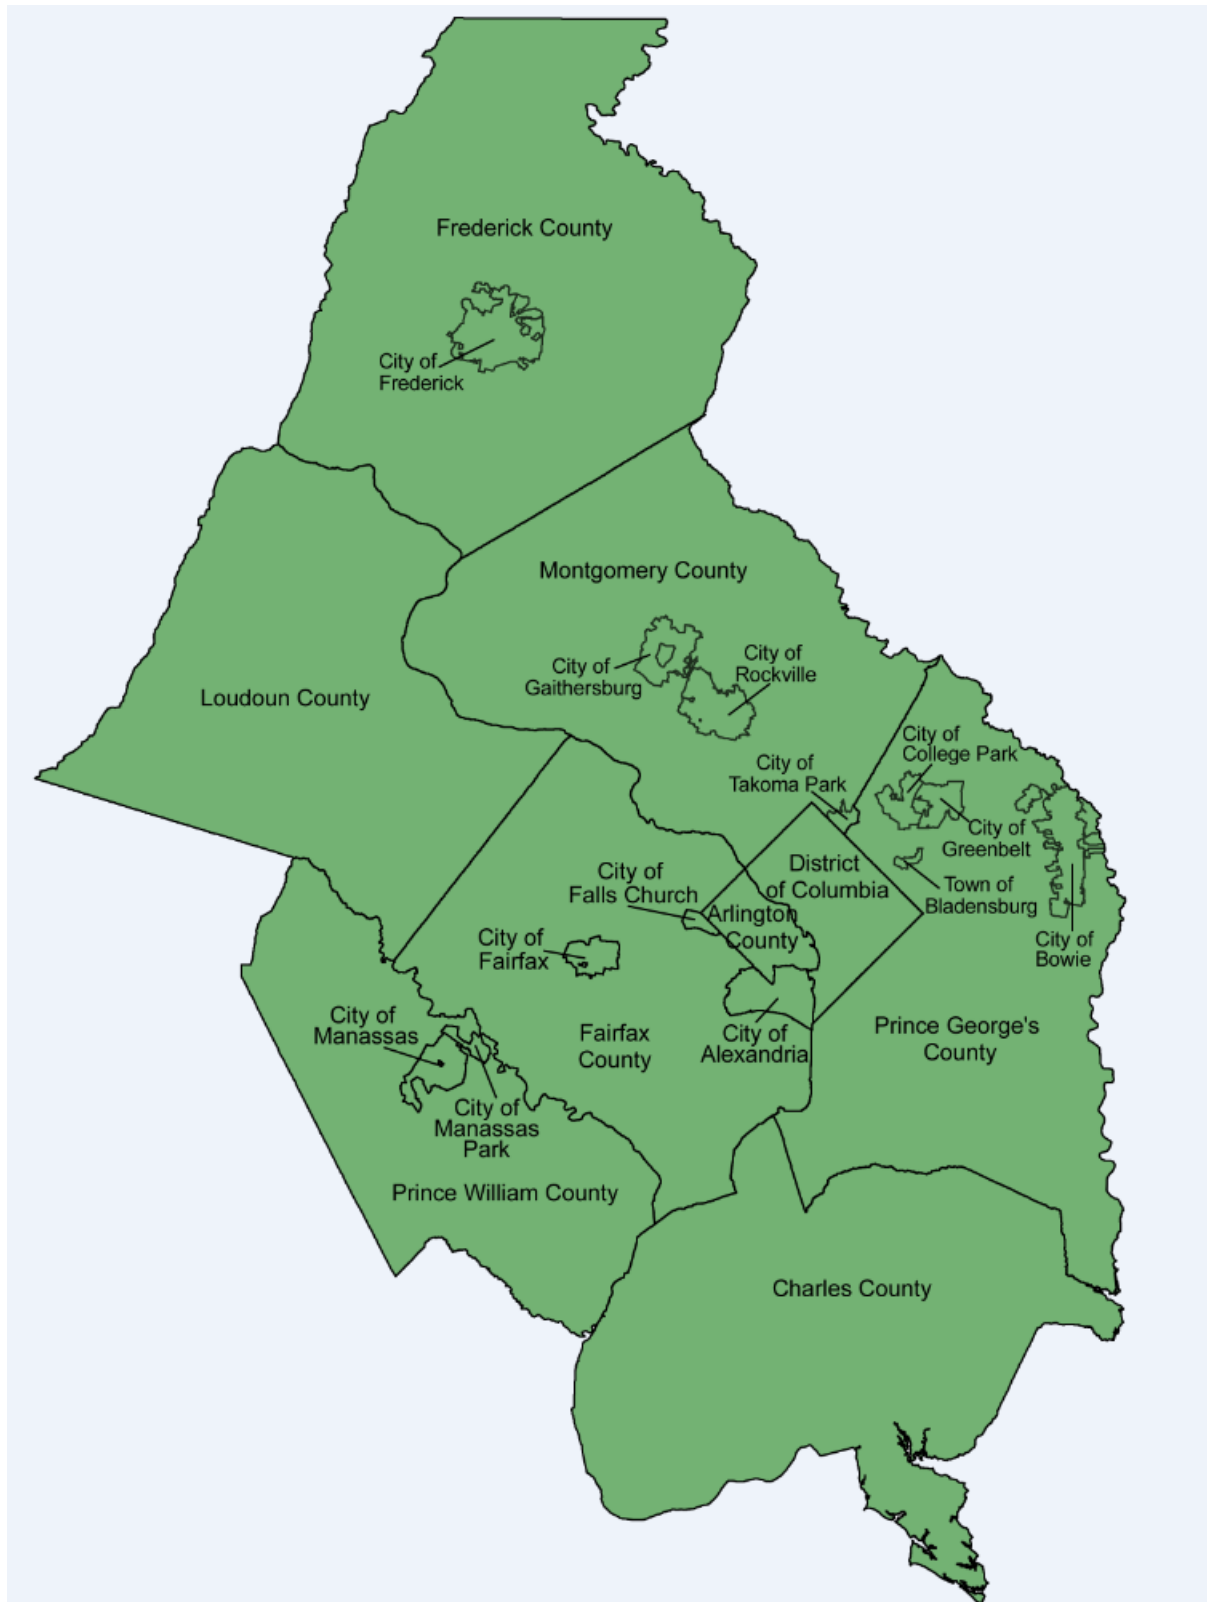 Frederick County
City of
Frederick
Montgomery County
City of
Gaithersburg
City of
Rockville
Loudoun County
City of
College Park
City of
Takoma Park
City of
Greenbelt
District
of Columbia
City of
Falls Church
Town of
Bladensburg
Arlington
County
City of
Fairfax
City of
Bowie
City of
Manassas
Fairfax
County
City of
Alexandria
Prince George's
County
City of
Manassas
Park
Prince William County
Charles County